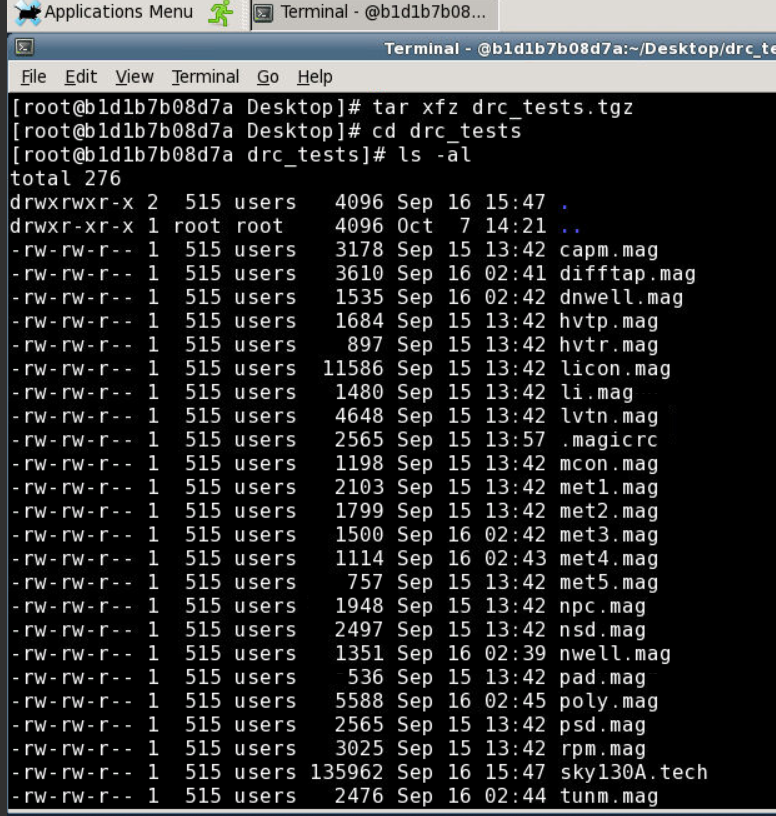 Applications Menu Terminal - @b1d1b7b08...
Terminal - @b1d1b7b08d7a:~/Desktop/drc_te
File Edit View Terminal Go Help
[root@b1d1b7b08d7a Desktop]# tar xfz drc_tests.tgz
[root@b1d1b7b08d7a Desktop]# cd drc_tests
[root@b1d1b7b08d7a drc_tests]# ls -al
total 276
drwxrwxr-x 2  515 users   4096 Sep 16 15:47 .
drwxr-xr-x 1 root root    4096 Oct  7 14:21 ..
-rw-rw-r-- 1  515 users   3178 Sep 15 13:42 capm.mag
-rw-rw-r-- 1  515 users   3610 Sep 16 02:41 difftap.mag
-rw-rw-r-- 1  515 users   1535 Sep 16 02:42 dnwell.mag
-rw-rw-r-- 1  515 users   1684 Sep 15 13:42 hvtp.mag
-rw-rw-r-- 1  515 users    897 Sep 15 13:42 hvtr.mag
-rw-rw-r-- 1  515 users  11586 Sep 15 13:42 licon.mag
-rw-rw-r-- 1  515 users   1480 Sep 15 13:42 li.mag
-rw-rw-r-- 1  515 users   4648 Sep 15 13:42 lvtn.mag
-rw-rw-r-- 1  515 users   2565 Sep 15 13:57 .magicrc
-rw-rw-r-- 1  515 users   1198 Sep 15 13:42 mcon.mag
-rw-rw-r-- 1  515 users   2103 Sep 15 13:42 met1.mag
-rw-rw-r-- 1  515 users   1799 Sep 15 13:42 met2.mag
-rw-rw-r-- 1  515 users   1500 Sep 16 02:42 met3.mag
-rw-rw-r-- 1  515 users   1114 Sep 16 02:43 met4.mag
-rw-rw-r-- 1  515 users    757 Sep 15 13:42 met5.mag
-rw-rw-r-- 1  515 users   1948 Sep 15 13:42 npc.mag
-rw-rw-r-- 1  515 users   2497 Sep 15 13:42 nsd.mag
-rw-rw-r-- 1  515 users   1351 Sep 16 02:39 nwell.mag
-rw-rw-r-- 1  515 users    536 Sep 15 13:42 pad.mag
-rw-rw-r-- 1  515 users   5588 Sep 16 02:45 poly.mag
-rw-rw-r-- 1  515 users   2565 Sep 15 13:42 psd.mag
-rw-rw-r-- 1  515 users   3025 Sep 15 13:42 rpm.mag
-rw-rw-r-- 1  515 users 135962 Sep 16 15:47 sky130A.tech
-rw-rw-r-- 1  515 users   2476 Sep 16 02:44 tunm.mag